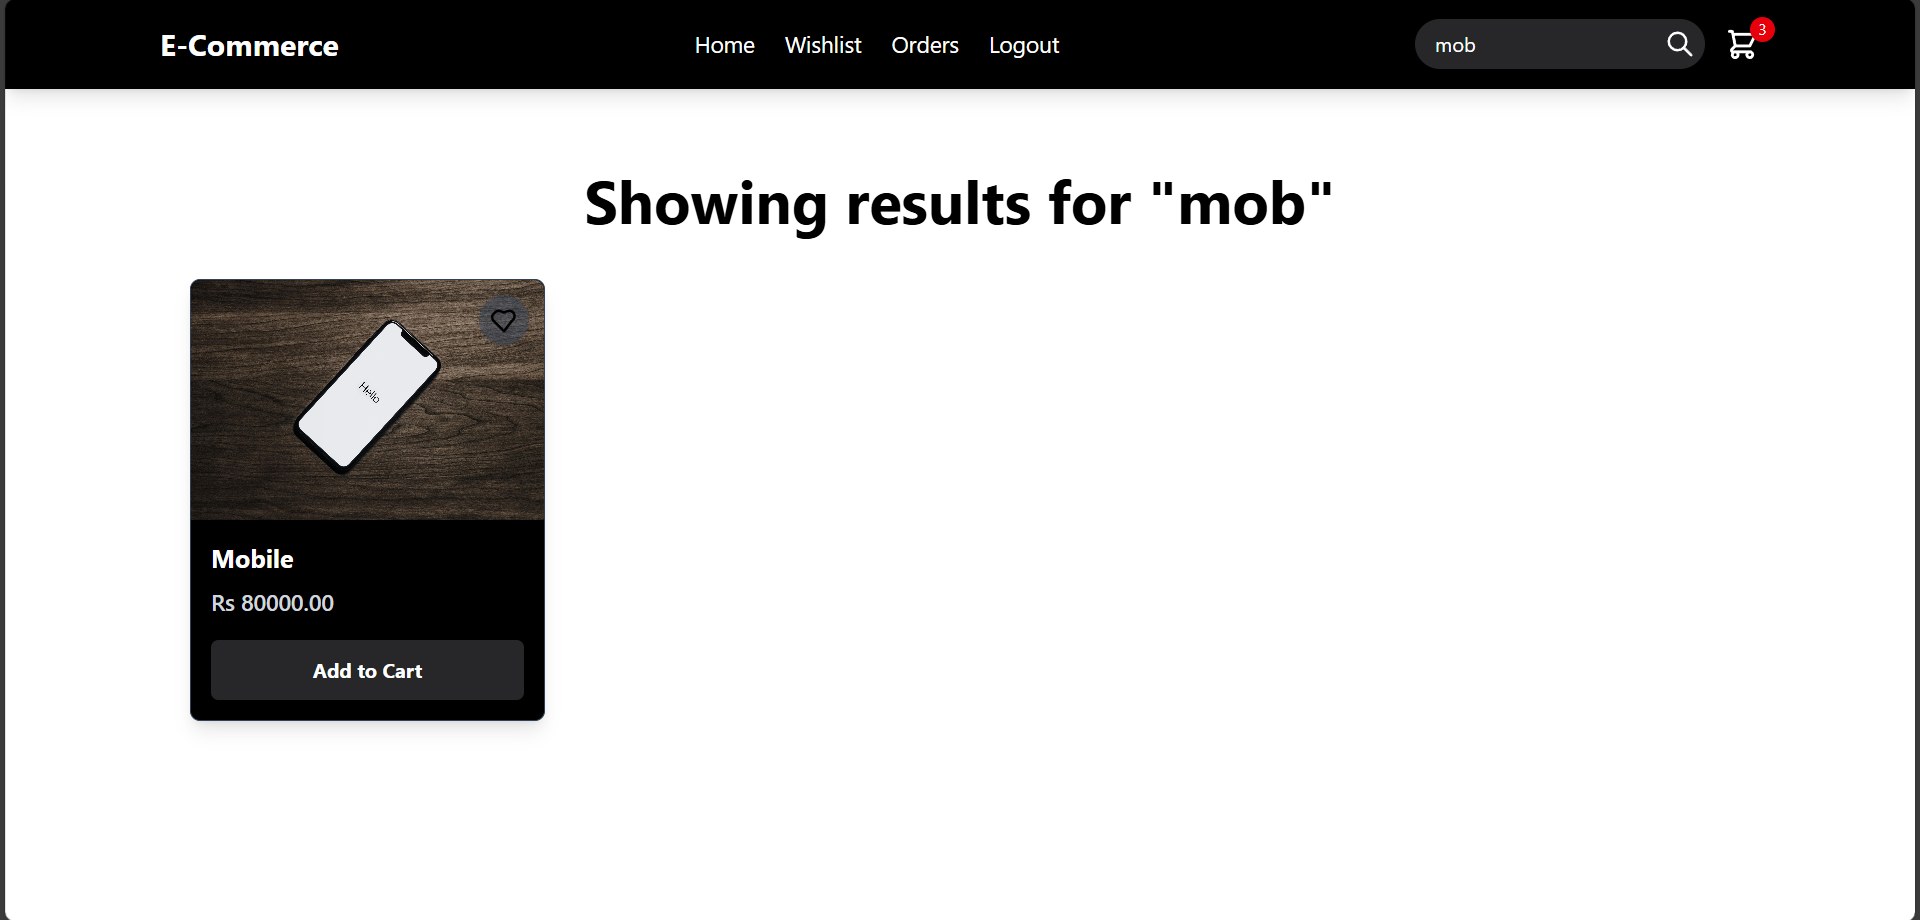 E-Commerce
Home Wishlist Orders Logout
mob
3
Showing results for "mob"
Hello
Mobile
Rs 80000.00
Add to Cart